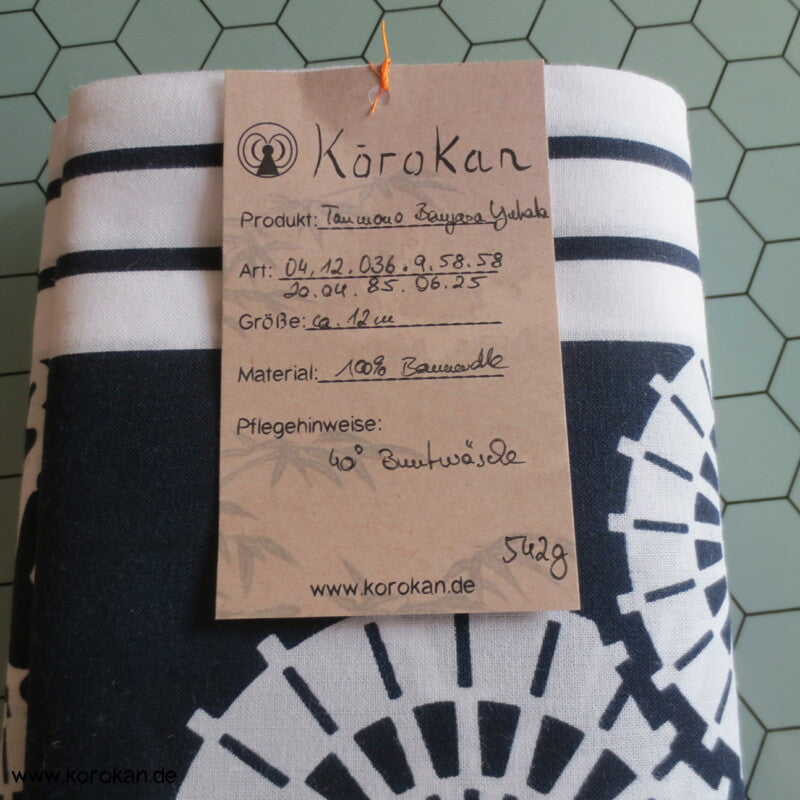 Kōrokan
Produkt: Tanmono Banjara Yukata
Art: 04.12.036.9.58.58
20.04.85.06.25
Größe: ca. 12m
Material: 100% Baumwolle
Pflegehinweise:
40° Buntwäsche
542g
www.korokan.de
www.korokan.de